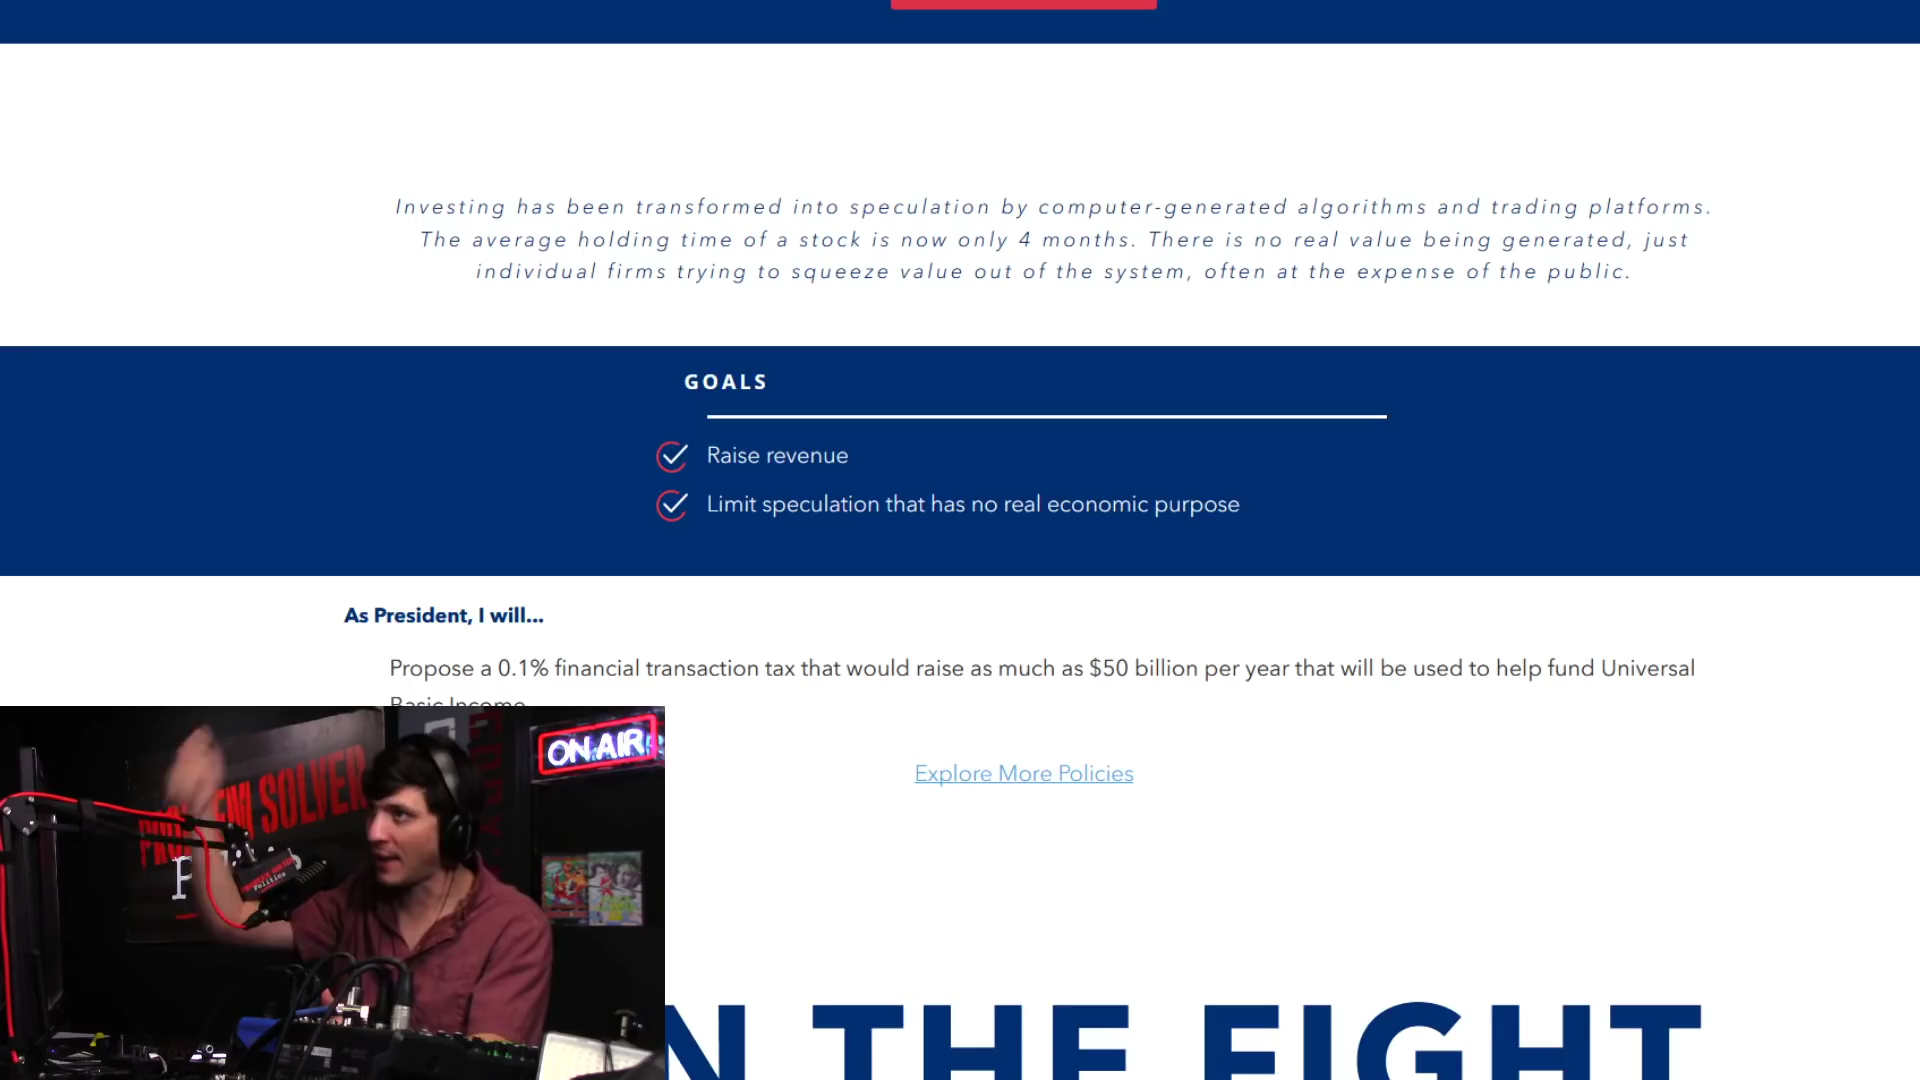 Investing has been transformed into speculation by computer-generated algorithms and trading platforms.
The average holding time of a stock is now only 4 months. There is no real value being generated, just
individual firms trying to squeeze value out of the system, often at the expense of the public.
GOALS
Raise revenue
Limit speculation that has no real economic purpose
As President, I will...
Propose a 0.1% financial transaction tax that would raise as much as $50 billion per year that will be used to help fund Universal
Basic Income
Explore More Policies
N THE FIGHT
ON AIR
PROBLEM SOLVER
PROBLEM SOLVER
Politics